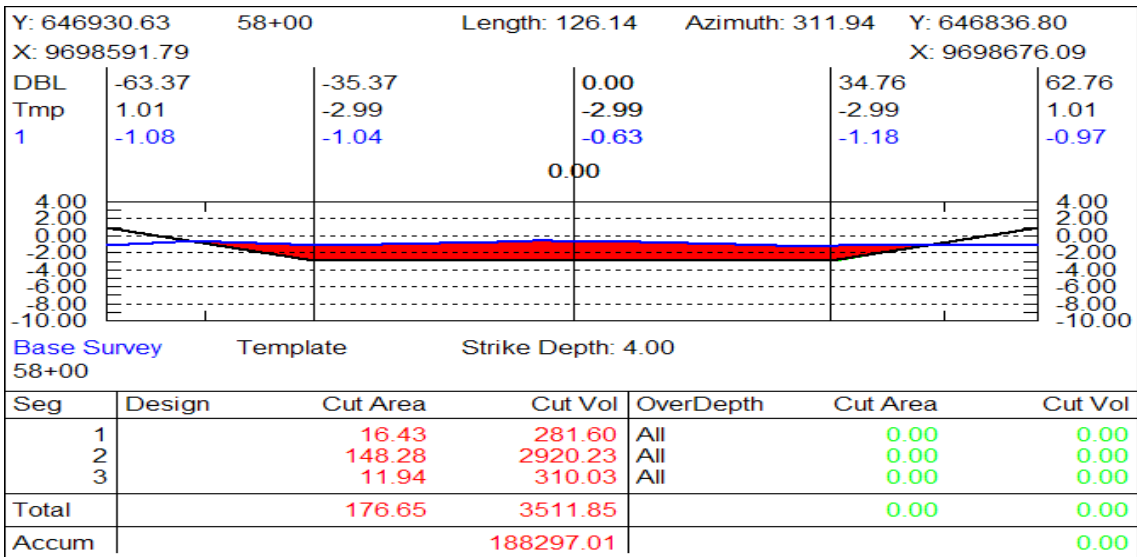 Y: 646930.63 58+00 Length: 126.14 Azimuth: 311.94 Y: 646836.80
X: 9698591.79 X: 9698676.09
DBL -63.37 -35.37 0.00 34.76 62.76
Tmp 1.01 -2.99 -2.99 -2.99 1.01
1 -1.08 -1.04 -0.63 -1.18 -0.97
0.00
4.00 4.00
2.00 2.00
0.00 0.00
-2.00 -2.00
-4.00 -4.00
-6.00 -6.00
-8.00 -8.00
-10.00 -10.00
Base Survey Template Strike Depth: 4.00
58+00
Seg Design Cut Area Cut Vol OverDepth Cut Area Cut Vol
1 16.43 281.60 All 0.00 0.00
2 148.28 2920.23 All 0.00 0.00
3 11.94 310.03 All 0.00 0.00
Total 176.65 3511.85 0.00 0.00
Accum 188297.01 0.00